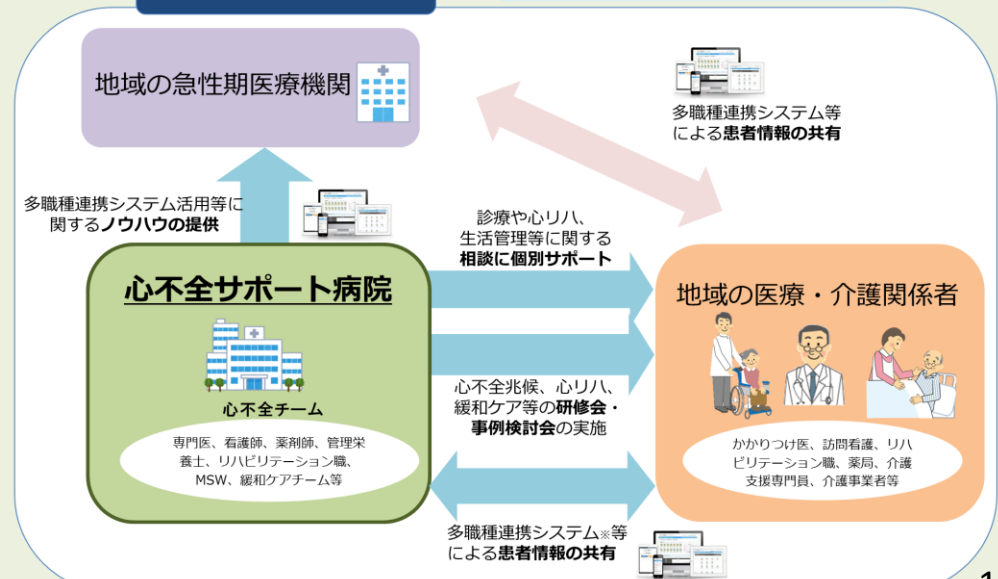 地域の急性期医療機関
多職種連携システム等
による患者情報の共有
多職種連携システム活用等に
関するノウハウの提供
診療や心リハ、
生活管理等に関する
相談に個別サポート
心不全サポート病院
心不全チーム
専門医、看護師、薬剤師、管理栄
養士、リハビリテーション職、
MSW、緩和ケアチーム等
地域の医療・介護関係者
心不全兆候、心リハ、
緩和ケア等の研修会・
事例検討会の実施
かかりつけ医、訪問看護、リハ
ビリテーション職、薬局、介護
支援専門員、介護事業者等
多職種連携システム※等
による患者情報の共有